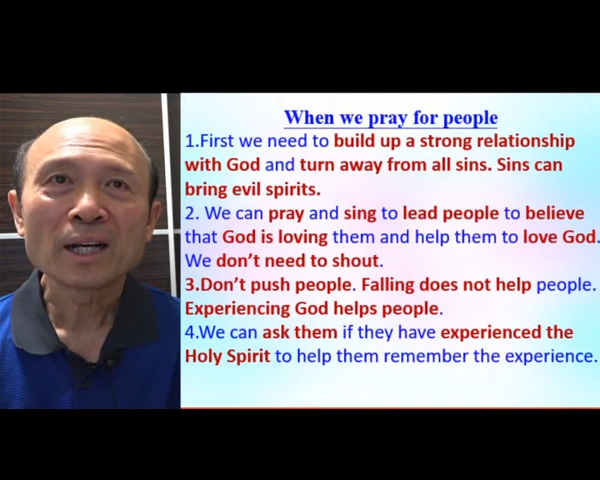 When we pray for people
1.First we need to build up a strong relationship
with God and turn away from all sins. Sins can
bring evil spirits.
2. We can pray and sing to lead people to believe
that God is loving them and help them to love God.
We don't need to shout.
3.Don't push people. Falling does not help people.
Experiencing God helps people.
4.We can ask them if they have experienced the
Holy Spirit to help them remember the experience.